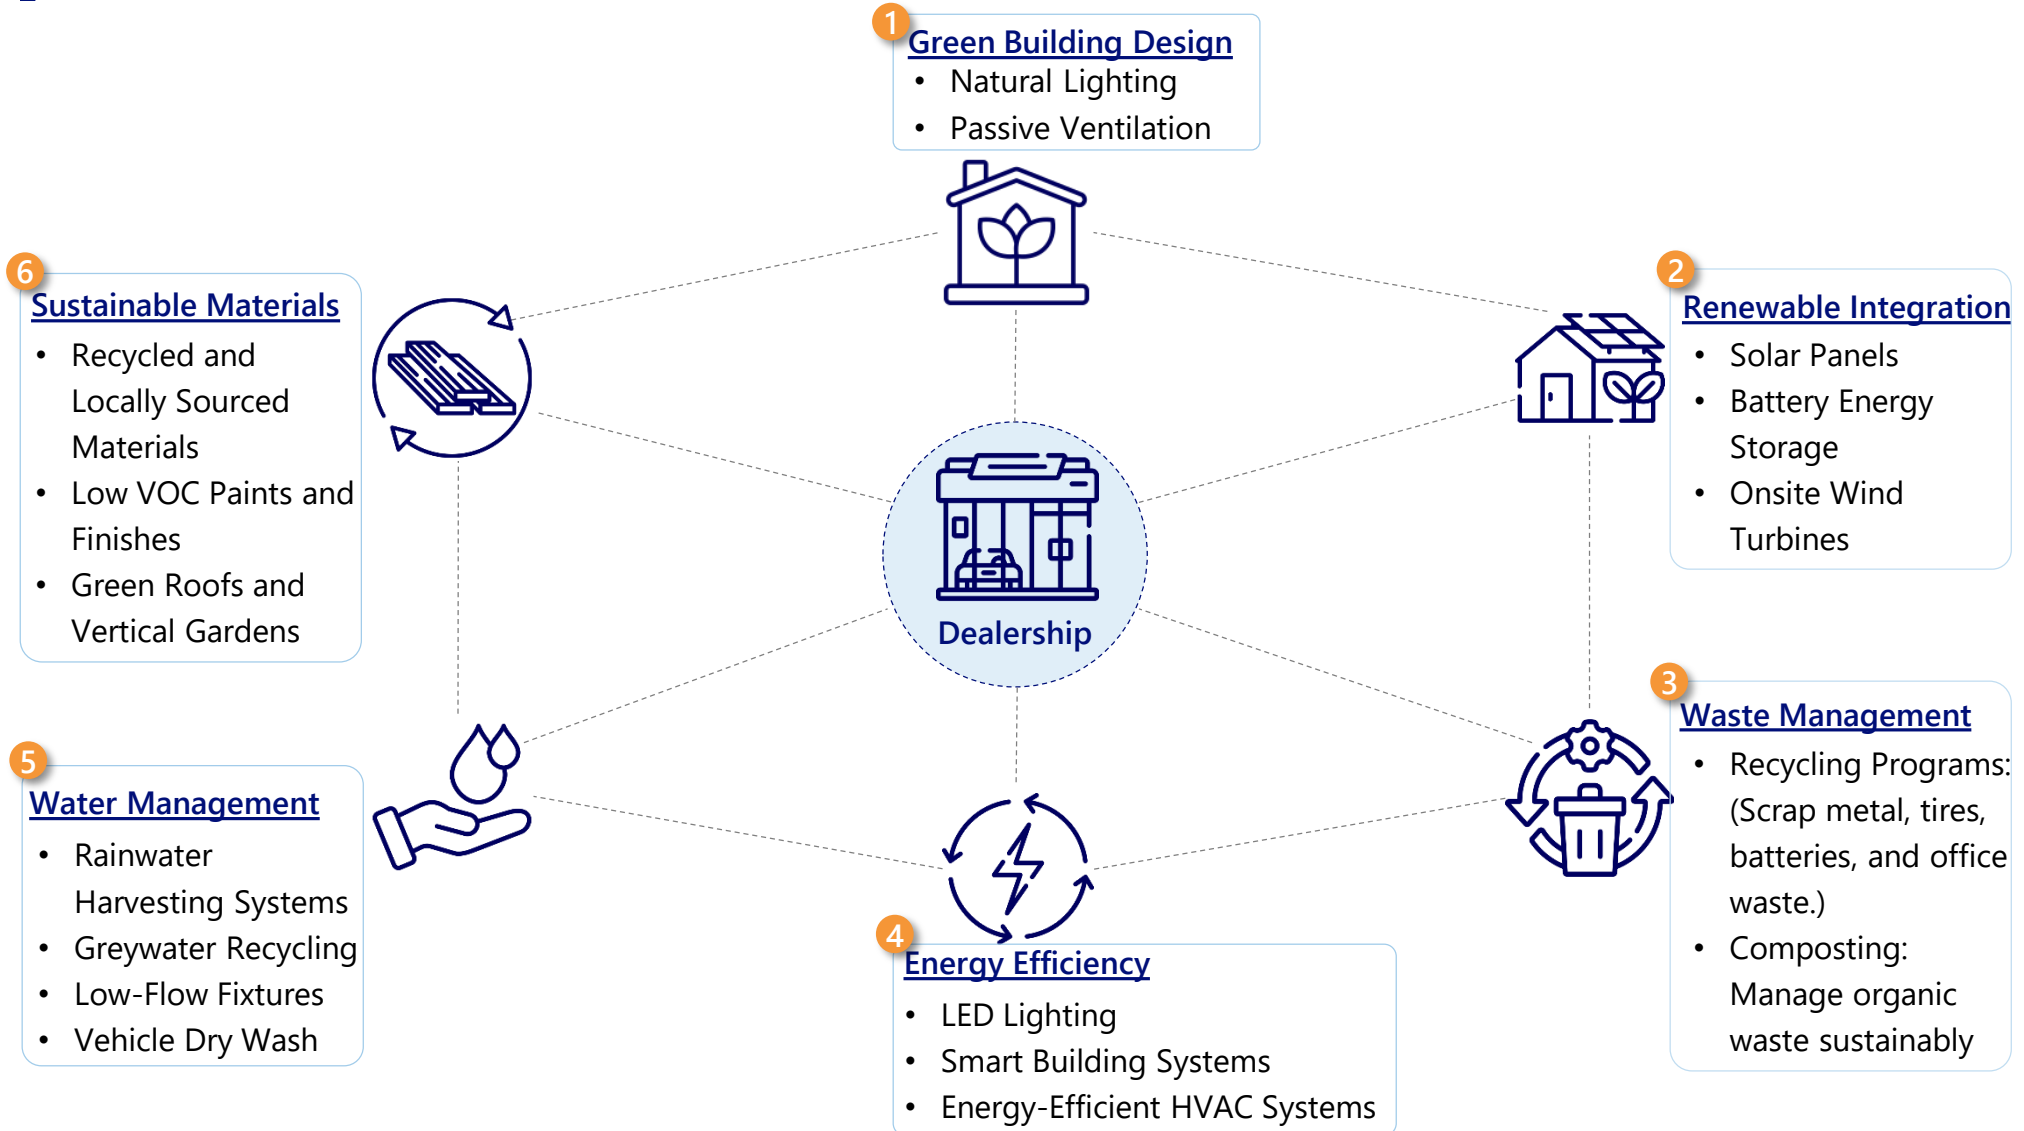 1
Green Building Design
• Natural Lighting
• Passive Ventilation
2
Renewable Integration
• Solar Panels
• Battery Energy
Storage
• Onsite Wind
Turbines
3
Waste Management
• Recycling Programs:
(Scrap metal, tires,
batteries, and office
waste.)
• Composting:
Manage organic
waste sustainably
4
Energy Efficiency
• LED Lighting
• Smart Building Systems
• Energy-Efficient HVAC Systems
5
Water Management
• Rainwater
Harvesting Systems
• Greywater Recycling
• Low-Flow Fixtures
• Vehicle Dry Wash
6
Sustainable Materials
• Recycled and
Locally Sourced
Materials
• Low VOC Paints and
Finishes
• Green Roofs and
Vertical Gardens
Dealership